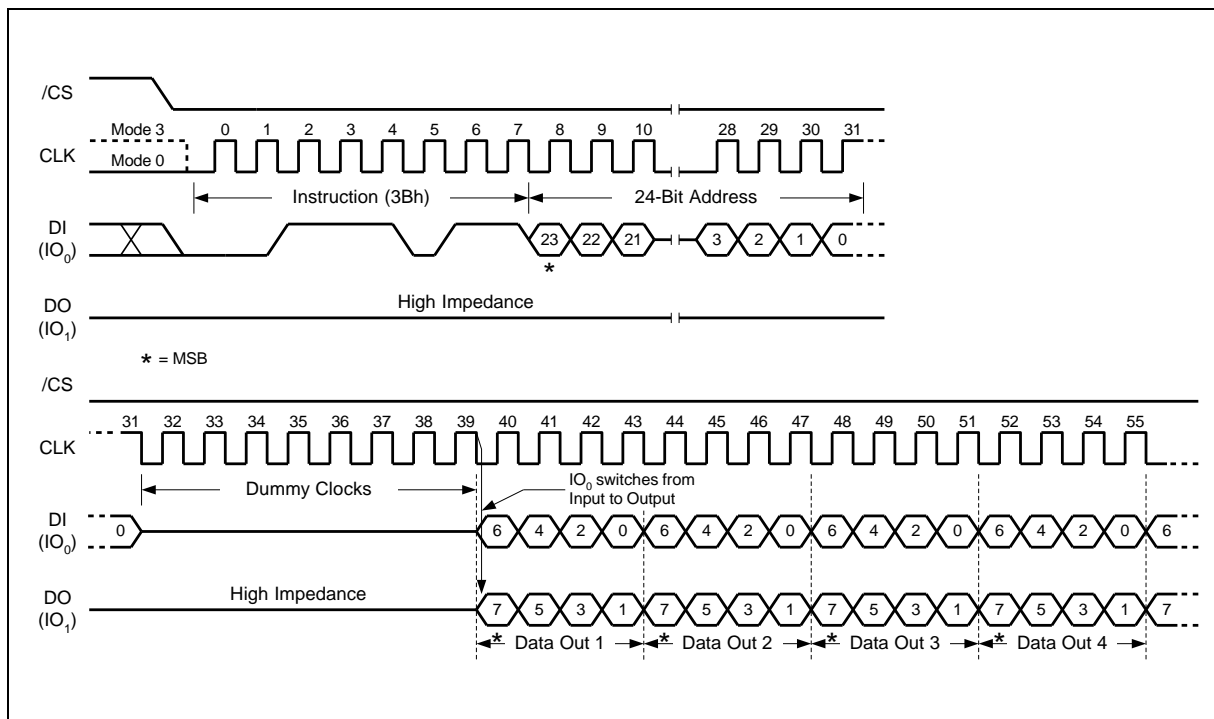 /CS
Mode 3 0 1 2 3 4 5 6 7 8 9 10 28 29 30 31
CLK Mode 0
Instruction (3Bh) 24-Bit Address
DI
(IO0) 23 22 21 3 2 1 0
*
High Impedance
DO
(IO1)
* = MSB
/CS
31 32 33 34 35 36 37 38 39 40 41 42 43 44 45 46 47 48 49 50 51 52 53 54 55
CLK
Dummy Clocks
IO0 switches from
Input to Output
DI
(IO0) 0 6 4 2 0 6 4 2 0 6 4 2 0 6 4 2 0 6
High Impedance
DO
(IO1) 7 5 3 1 7 5 3 1 7 5 3 1 7 5 3 1 7
* Data Out 1 * Data Out 2 * Data Out 3 * Data Out 4